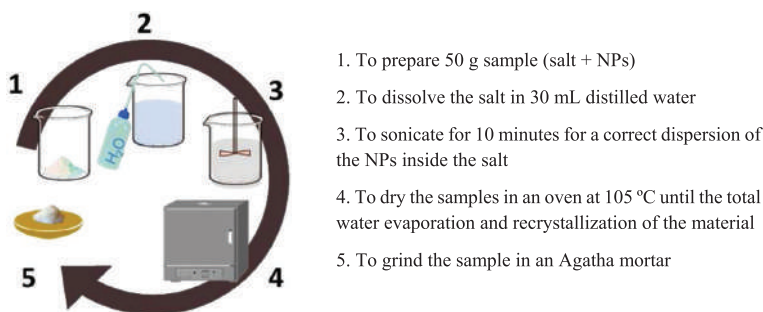 1
2
3
4
5
H₂O
1. To prepare 50 g sample (salt + NPs)
2. To dissolve the salt in 30 mL distilled water
3. To sonicate for 10 minutes for a correct dispersion of
the NPs inside the salt
4. To dry the samples in an oven at 105 ºC until the total
water evaporation and recrystallization of the material
5. To grind the sample in an Agatha mortar